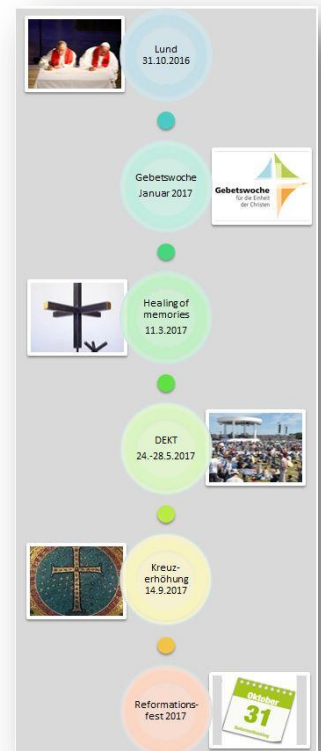 Lund
31.10.2016
Gebetswoche
Januar 2017
Gebetswoche
für die Einheit
der Christen
Healing of
memories
11.3.2017
DEKT
24.-28.5.2017
Kreuz-
erhöhung
14.9.2017
Reformations-
fest 2017
Oktober
31